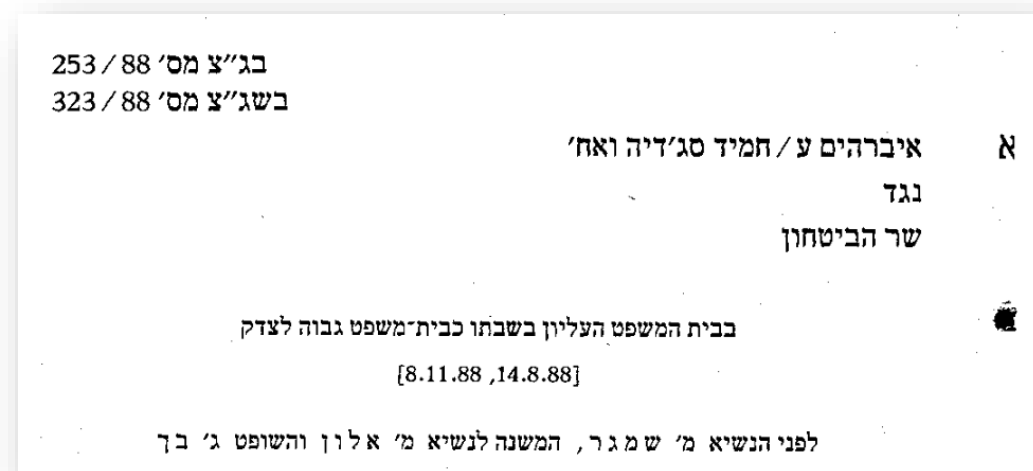 בג״צ מס׳ 253/88
בשג״צ מס׳ 323/88
א איברהים ע/חמיד סג׳דיה ואח׳
נגד
שר הביטחון
בבית המשפט העליון בשבתו כבית־משפט גבוה לצדק
[8.11.88 ,14.8.88]
לפני הנשיא מ׳ שמגר, המשנה לנשיא מ׳ אלון והשופט ג׳ בך